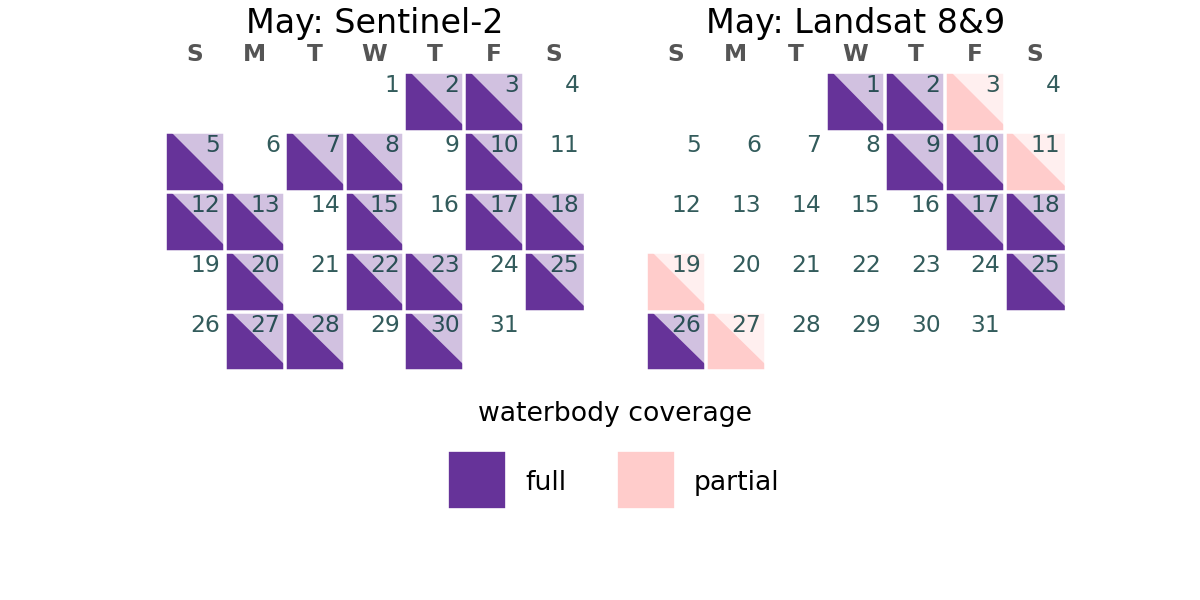 May: Sentinel-2
S M T W T F S
1 2 3 4
5 6 7 8 9 10 11
12 13 14 15 16 17 18
19 20 21 22 23 24 25
26 27 28 29 30 31
May: Landsat 8&9
S M T W T F S
1 2 3 4
5 6 7 8 9 10 11
12 13 14 15 16 17 18
19 20 21 22 23 24 25
26 27 28 29 30 31
waterbody coverage
full partial